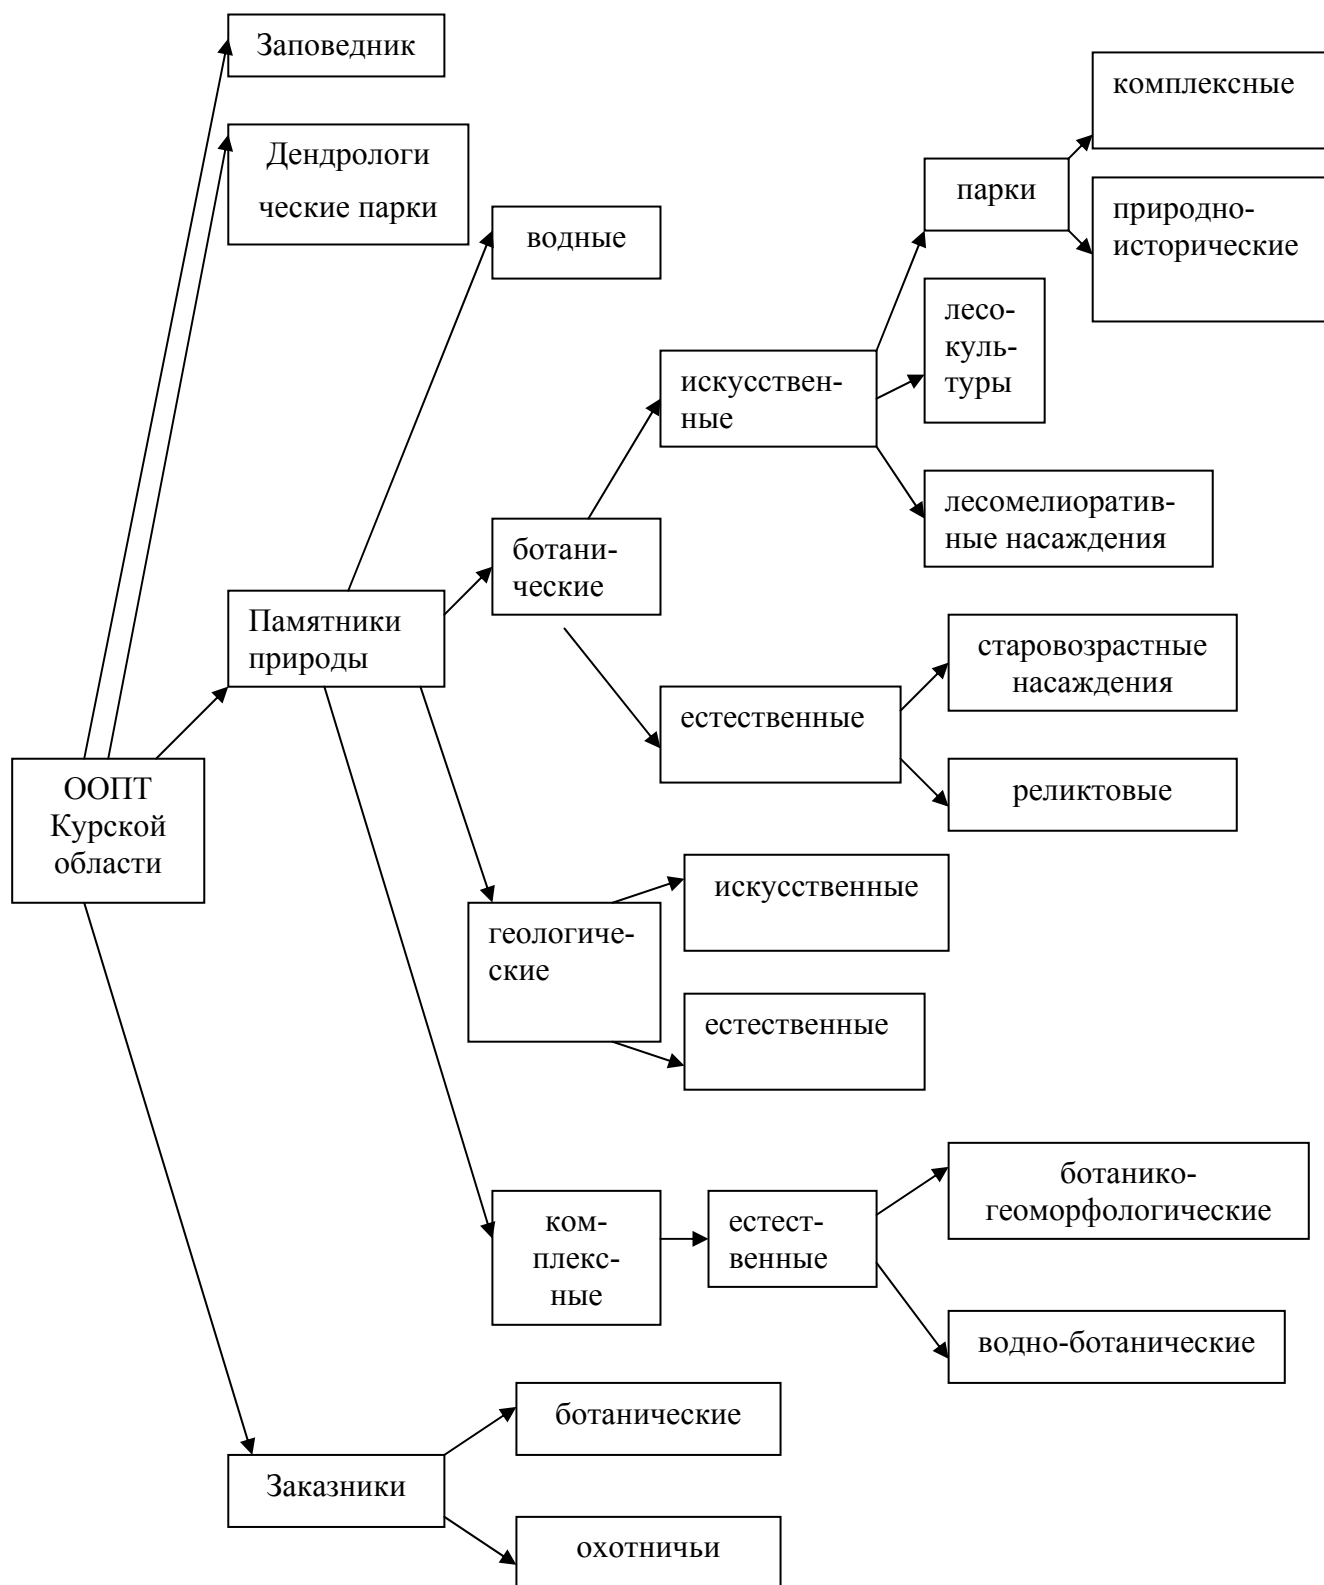 Заповедник
комплексные
Дендрологи
ческие парки
парки
природно-
исторические
водные
лесо-
куль-
туры
искусствен-
ные
лесомелиоратив-
ные насаждения
ботани-
ческие
Памятники
природы
старовозрастные
насаждения
естественные
реликтовые
ООПТ
Курской
области
искусственные
геологиче-
ские
естественные
ботанико-
геоморфологические
ком-
плекс-
ные
естест-
венные
водно-ботанические
ботанические
Заказники
охотничьи